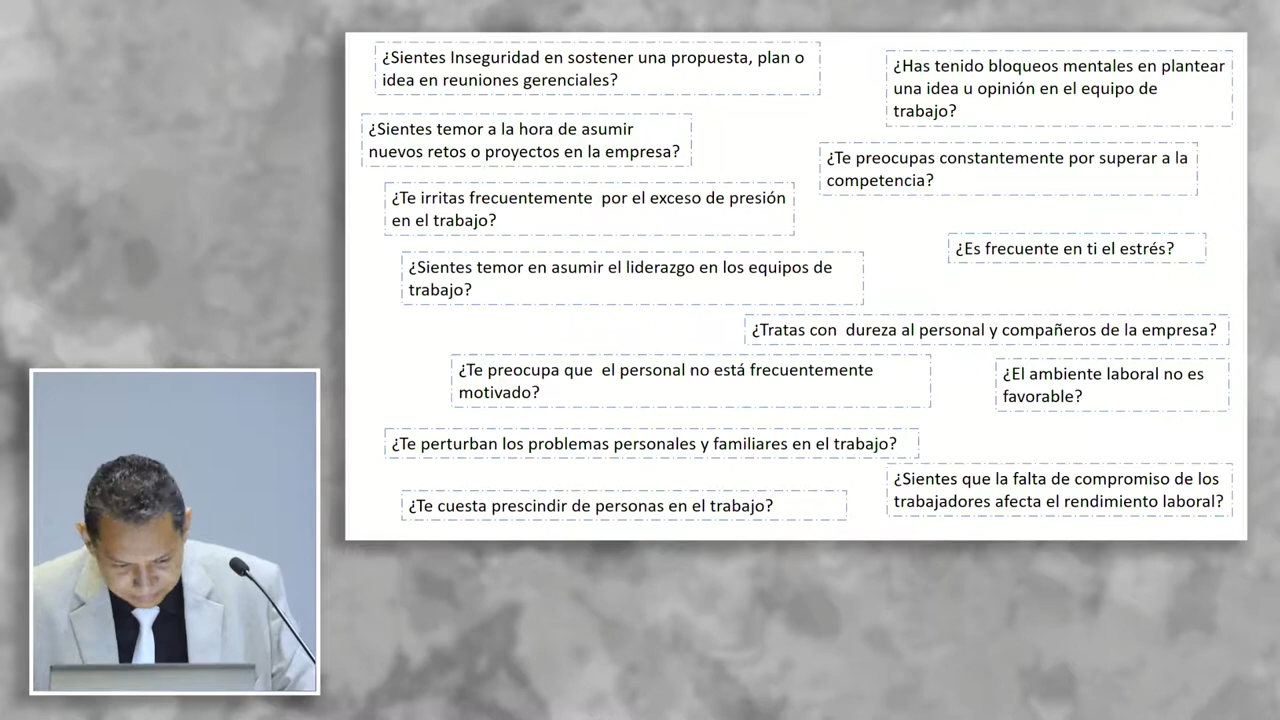 ¿Sientes Inseguridad en sostener una propuesta, plan o
idea en reuniones gerenciales?
¿Has tenido bloqueos mentales en plantear
una idea u opinión en el equipo de
trabajo?
¿Sientes temor a la hora de asumir
nuevos retos o proyectos en la empresa?
¿Te preocupas constantemente por superar a la
competencia?
¿Te irritas frecuentemente  por el exceso de presión
en el trabajo?
¿Es frecuente en ti el estrés?
¿Sientes temor en asumir el liderazgo en los equipos de
trabajo?
¿Tratas con  dureza al personal y compañeros de la empresa?
¿Te preocupa que  el personal no está frecuentemente
motivado?
¿El ambiente laboral no es
favorable?
¿Te perturban los problemas personales y familiares en el trabajo?
¿Sientes que la falta de compromiso de los
trabajadores afecta el rendimiento laboral?
¿Te cuesta prescindir de personas en el trabajo?